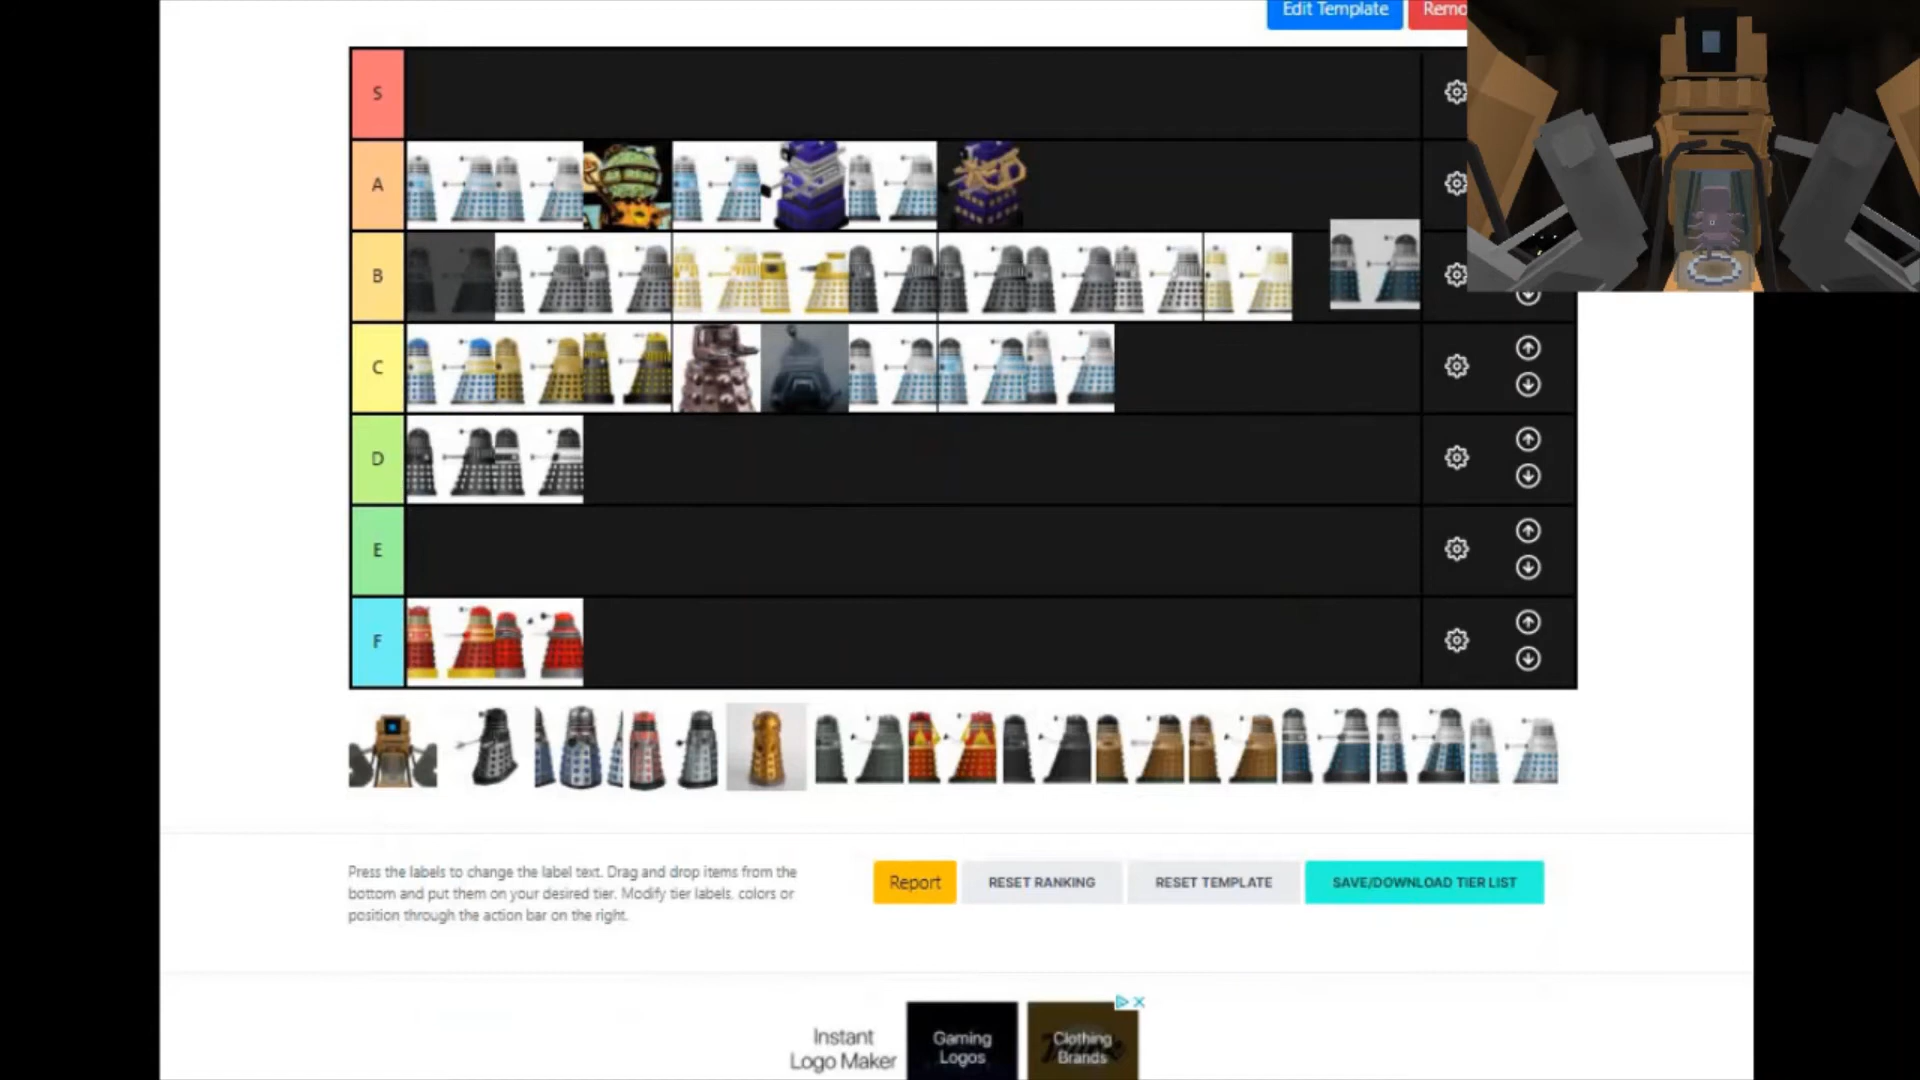 Edit Template
Remo
S
A
B
C
D
E
F
Press the labels to change the label text. Drag and drop items from the
bottom and put them on your desired tier. Modify tier labels, colors or
position through the action bar on the right.
Report
RESET RANKING
RESET TEMPLATE
SAVE/DOWNLOAD TIER LIST
Instant
Logo Maker
Gaming
Logos
Clothing
Brands